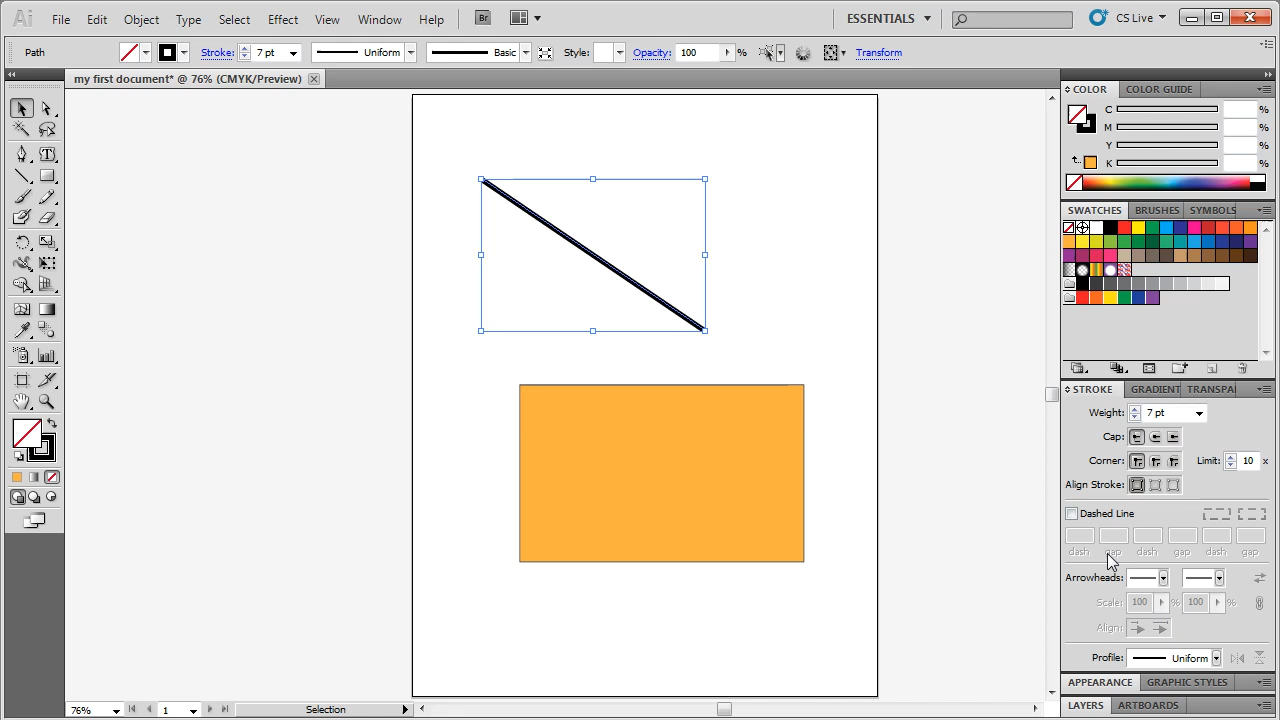 Ai File Edit Object Type Select Effect View Window Help Br ESSENTIALS CS Live
Path Stroke: 7 pt Uniform Basic Style: Opacity: 100 % Transform
my first document* @ 76% (CMYK/Preview)
COLOR COLOR GUIDE
C %
M %
Y %
K %
SWATCHES BRUSHES SYMBOLS
STROKE GRADIENT TRANSPA
Weight: 7 pt
Cap:
Corner: Limit: 10 x
Align Stroke:
Dashed Line
dash gap dash gap dash gap
Arrowheads:
Scale: 100 % 100 %
Align:
Profile: Uniform
APPEARANCE GRAPHIC STYLES
LAYERS ARTBOARDS
76% 1 Selection